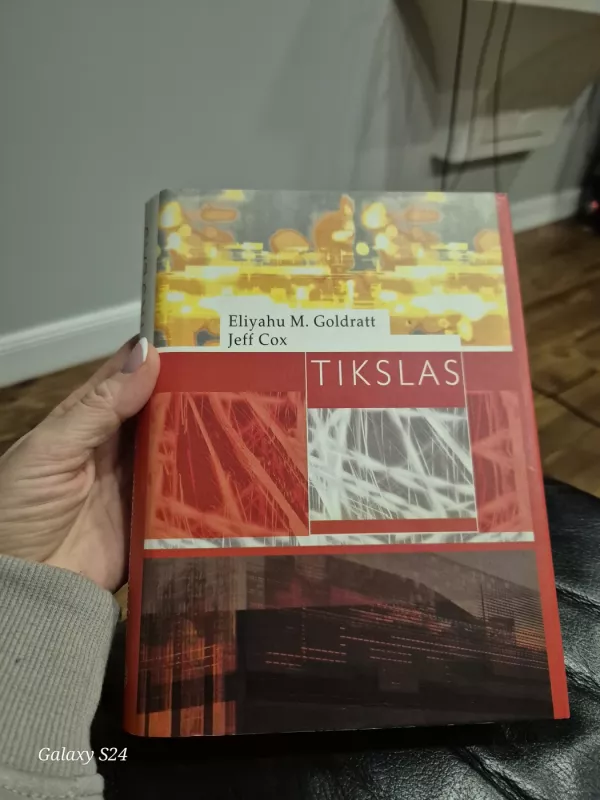 Eliyahu M. Goldratt
Jeff Cox
TIKSLAS
Galaxy S24